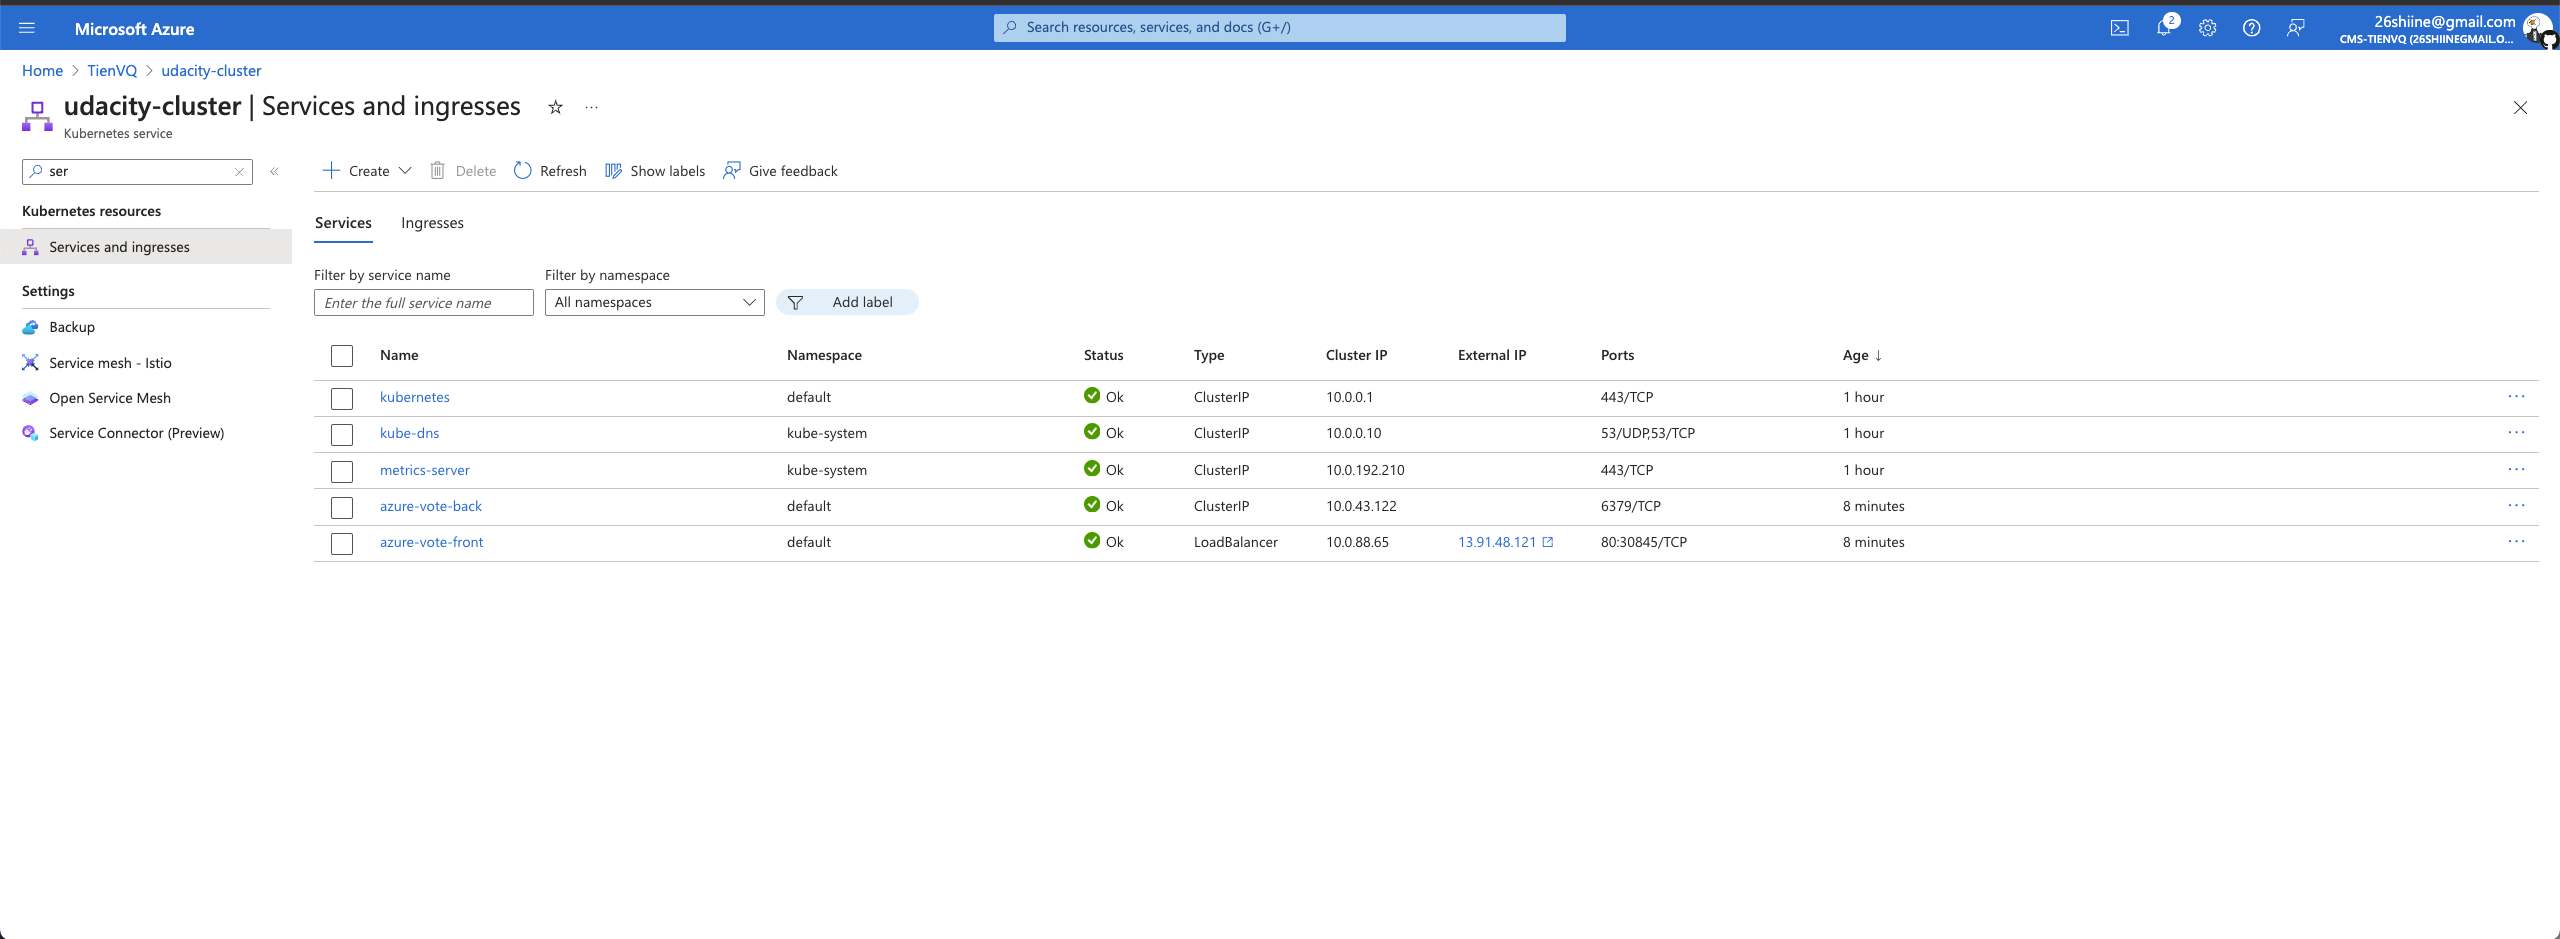 Microsoft Azure
Search resources, services, and docs (G+/)
2
26shiine@gmail.com
CMS-TIENVQ (26SHIINEGMAIL.O...
Home > TienVQ > udacity-cluster
udacity-cluster | Services and ingresses
Kubernetes service
ser
Create
Delete
Refresh
Show labels
Give feedback
Kubernetes resources
Services and ingresses
Settings
Backup
Service mesh - Istio
Open Service Mesh
Service Connector (Preview)
Services Ingresses
Filter by service name Filter by namespace
Enter the full service name All namespaces Add label
Name Namespace Status Type Cluster IP External IP Ports Age ↓
kubernetes default Ok ClusterIP 10.0.0.1 443/TCP 1 hour
kube-dns kube-system Ok ClusterIP 10.0.0.10 53/UDP,53/TCP 1 hour
metrics-server kube-system Ok ClusterIP 10.0.192.210 443/TCP 1 hour
azure-vote-back default Ok ClusterIP 10.0.43.122 6379/TCP 8 minutes
azure-vote-front default Ok LoadBalancer 10.0.88.65 13.91.48.121 80:30845/TCP 8 minutes